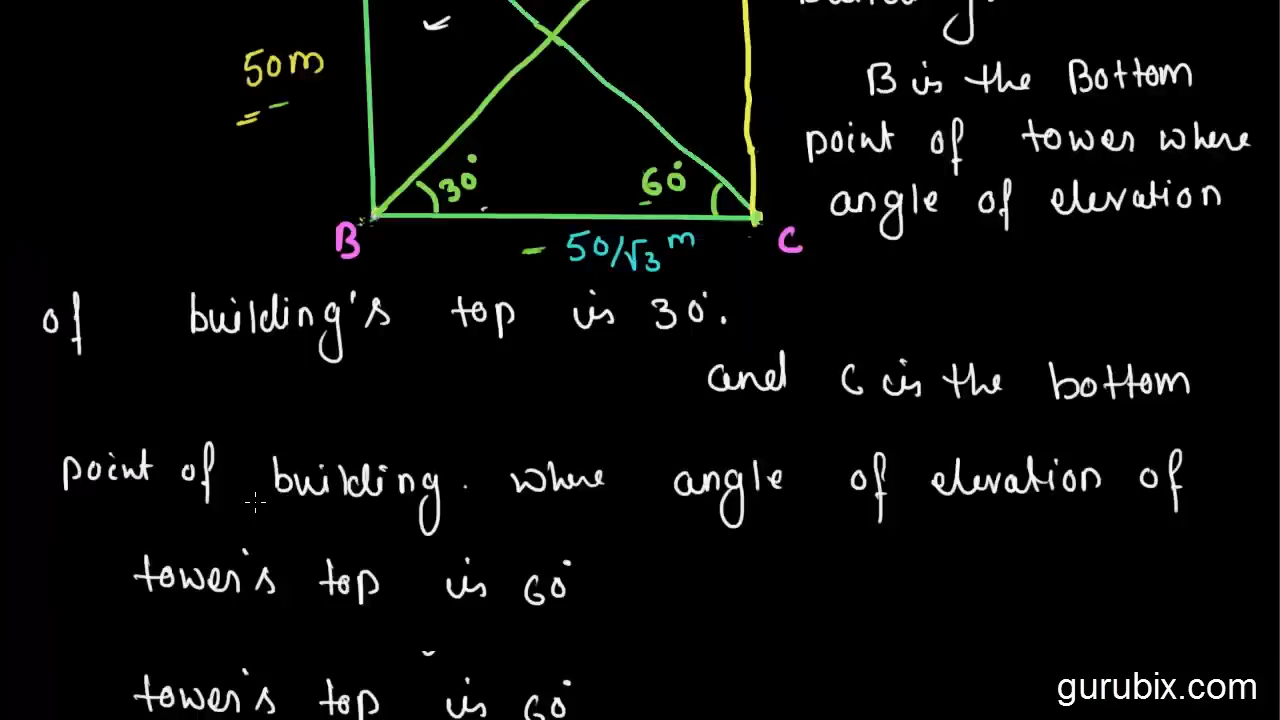 50m
B is the Bottom
point of tower where
angle of elevation
30°
60°
B
50/√3 m
C
of building's top is 30°.
and C is the bottom
point of building. where angle of elevation of
tower's top is 60°
tower's top is 60°
gurubix.com